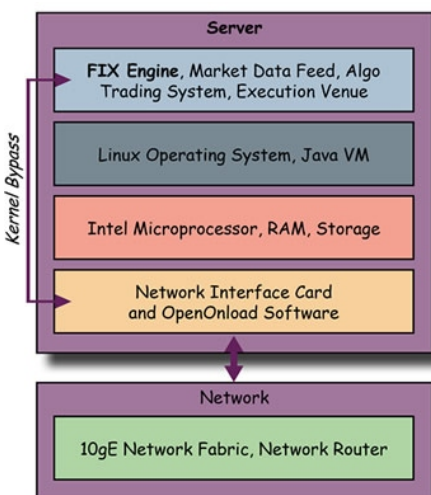 Server
FIX Engine, Market Data Feed, Algo
Trading System, Execution Venue
Kernel Bypass
Linux Operating System, Java VM
Intel Microprocessor, RAM, Storage
Network Interface Card
and OpenOnload Software
Network
10gE Network Fabric, Network Router